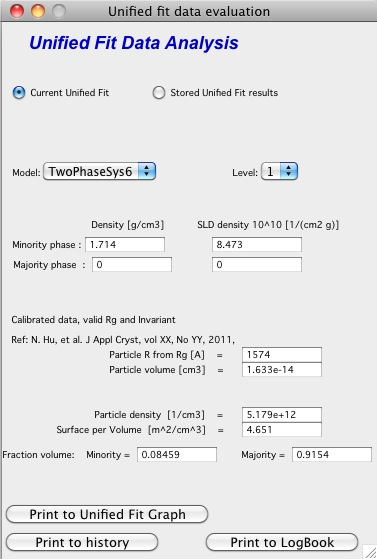 Unified fit data evaluation
Unified Fit Data Analysis
Current Unified Fit Stored Unified Fit results
Model: TwoPhaseSys6 Level: 1
Density [g/cm3] SLD density 10^10 [1/(cm2 g)]
Minority phase : 1.714 8.473
Majority phase : 0 0
Calibrated data, valid Rg and Invariant
Ref: N. Hu, et al. J Appl Cryst, vol XX, No YY, 2011,
Particle R from Rg [A] = 1574
Particle volume [cm3] = 1.633e-14
Particle density [1/cm3] = 5.179e+12
Surface per Volume [m^2/cm^3] = 4.651
Fraction volume: Minority = 0.08459 Majority = 0.9154
Print to Unified Fit Graph
Print to history Print to LogBook